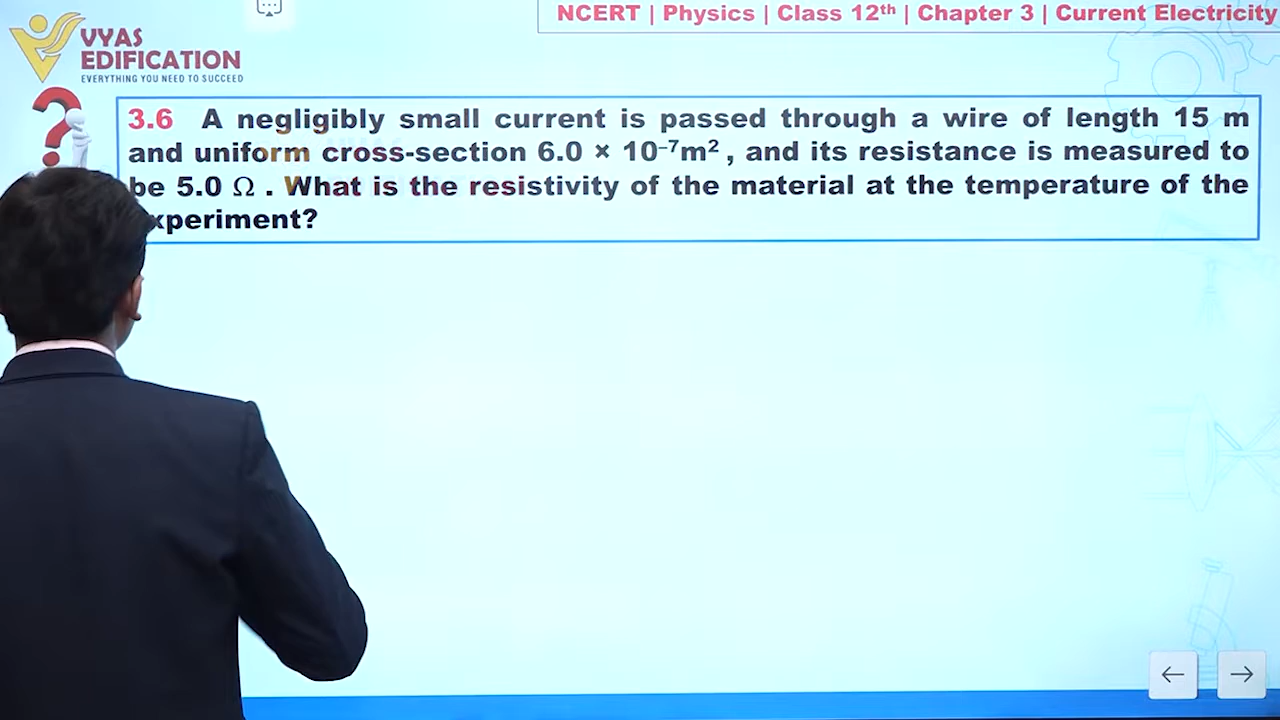 NCERT | Physics | Class 12th | Chapter 3 | Current Electricity
VYAS
EDIFICATION
EVERYTHING YOU NEED TO SUCCEED
3.6 A negligibly small current is passed through a wire of length 15 m
and uniform cross-section 6.0 × 10⁻⁷m² , and its resistance is measured to
be 5.0 Ω . What is the resistivity of the material at the temperature of the
xperiment?